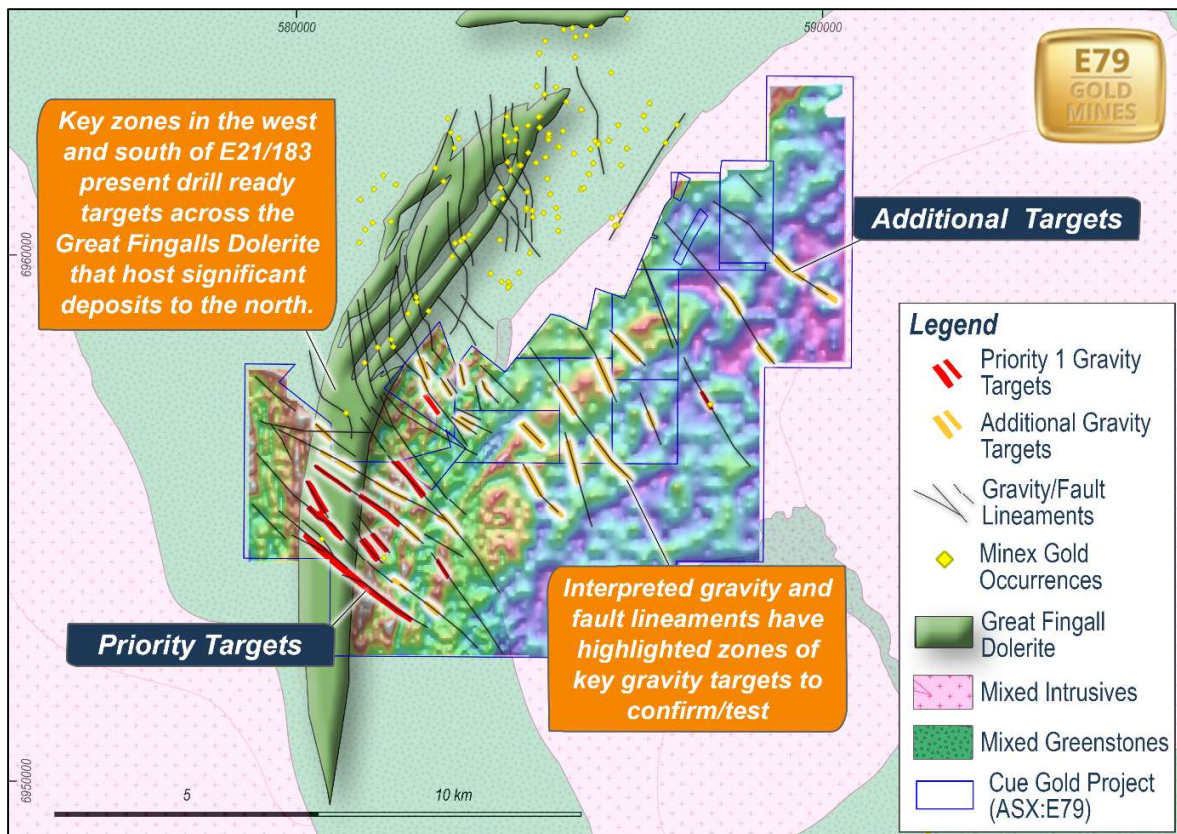 580000
590000
E79
GOLD
MINES
Key zones in the west
and south of E21/183
present drill ready
targets across the
Great Fingalls Dolerite
that host significant
deposits to the north.
6960000
Additional Targets
Legend
Priority 1 Gravity
Targets
Additional Gravity
Targets
Gravity/Fault
Lineaments
Minex Gold
Occurrences
Great Fingall
Dolerite
Mixed Intrusives
Mixed Greenstones
Cue Gold Project
(ASX:E79)
Priority Targets
Interpreted gravity and
fault lineaments have
highlighted zones of
key gravity targets to
confirm/test
6950000
5
10 km